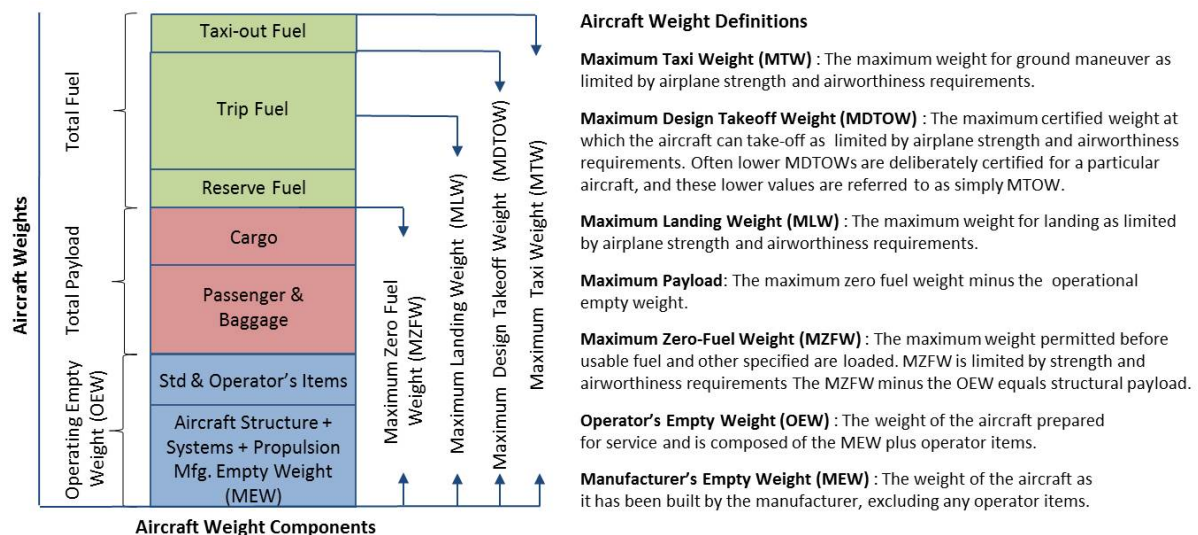 Aircraft Weights
Total Fuel
Total Payload
Operating Empty
Weight (OEW)
Taxi-out Fuel
Trip Fuel
Reserve Fuel
Cargo
Passenger &
Baggage
Std & Operator's Items
Aircraft Structure +
Systems + Propulsion
Mfg. Empty Weight
(MEW)
Maximum Zero Fuel
Weight (MZFW)
Maximum Landing Weight (MLW)
Maximum Design Takeoff Weight (MDTOW)
Maximum Taxi Weight (MTW)
Aircraft Weight Components
Aircraft Weight Definitions
Maximum Taxi Weight (MTW) : The maximum weight for ground maneuver as
limited by airplane strength and airworthiness requirements.
Maximum Design Takeoff Weight (MDTOW) : The maximum certified weight at
which the aircraft can take-off as limited by airplane strength and airworthiness
requirements. Often lower MDTOWs are deliberately certified for a particular
aircraft, and these lower values are referred to as simply MTOW.
Maximum Landing Weight (MLW) : The maximum weight for landing as limited
by airplane strength and airworthiness requirements.
Maximum Payload: The maximum zero fuel weight minus the operational
empty weight.
Maximum Zero-Fuel Weight (MZFW) : The maximum weight permitted before
usable fuel and other specified are loaded. MZFW is limited by strength and
airworthiness requirements The MZFW minus the OEW equals structural payload.
Operator's Empty Weight (OEW) : The weight of the aircraft prepared
for service and is composed of the MEW plus operator items.
Manufacturer's Empty Weight (MEW) : The weight of the aircraft as
it has been built by the manufacturer, excluding any operator items.